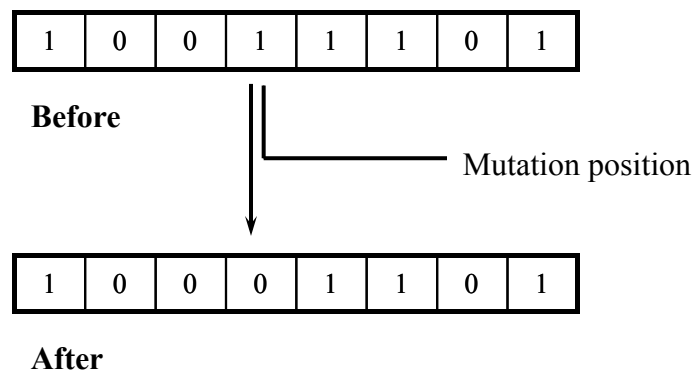 1 0 0 1 1 1 0 1
Before
Mutation position
1 0 0 0 1 1 0 1
After